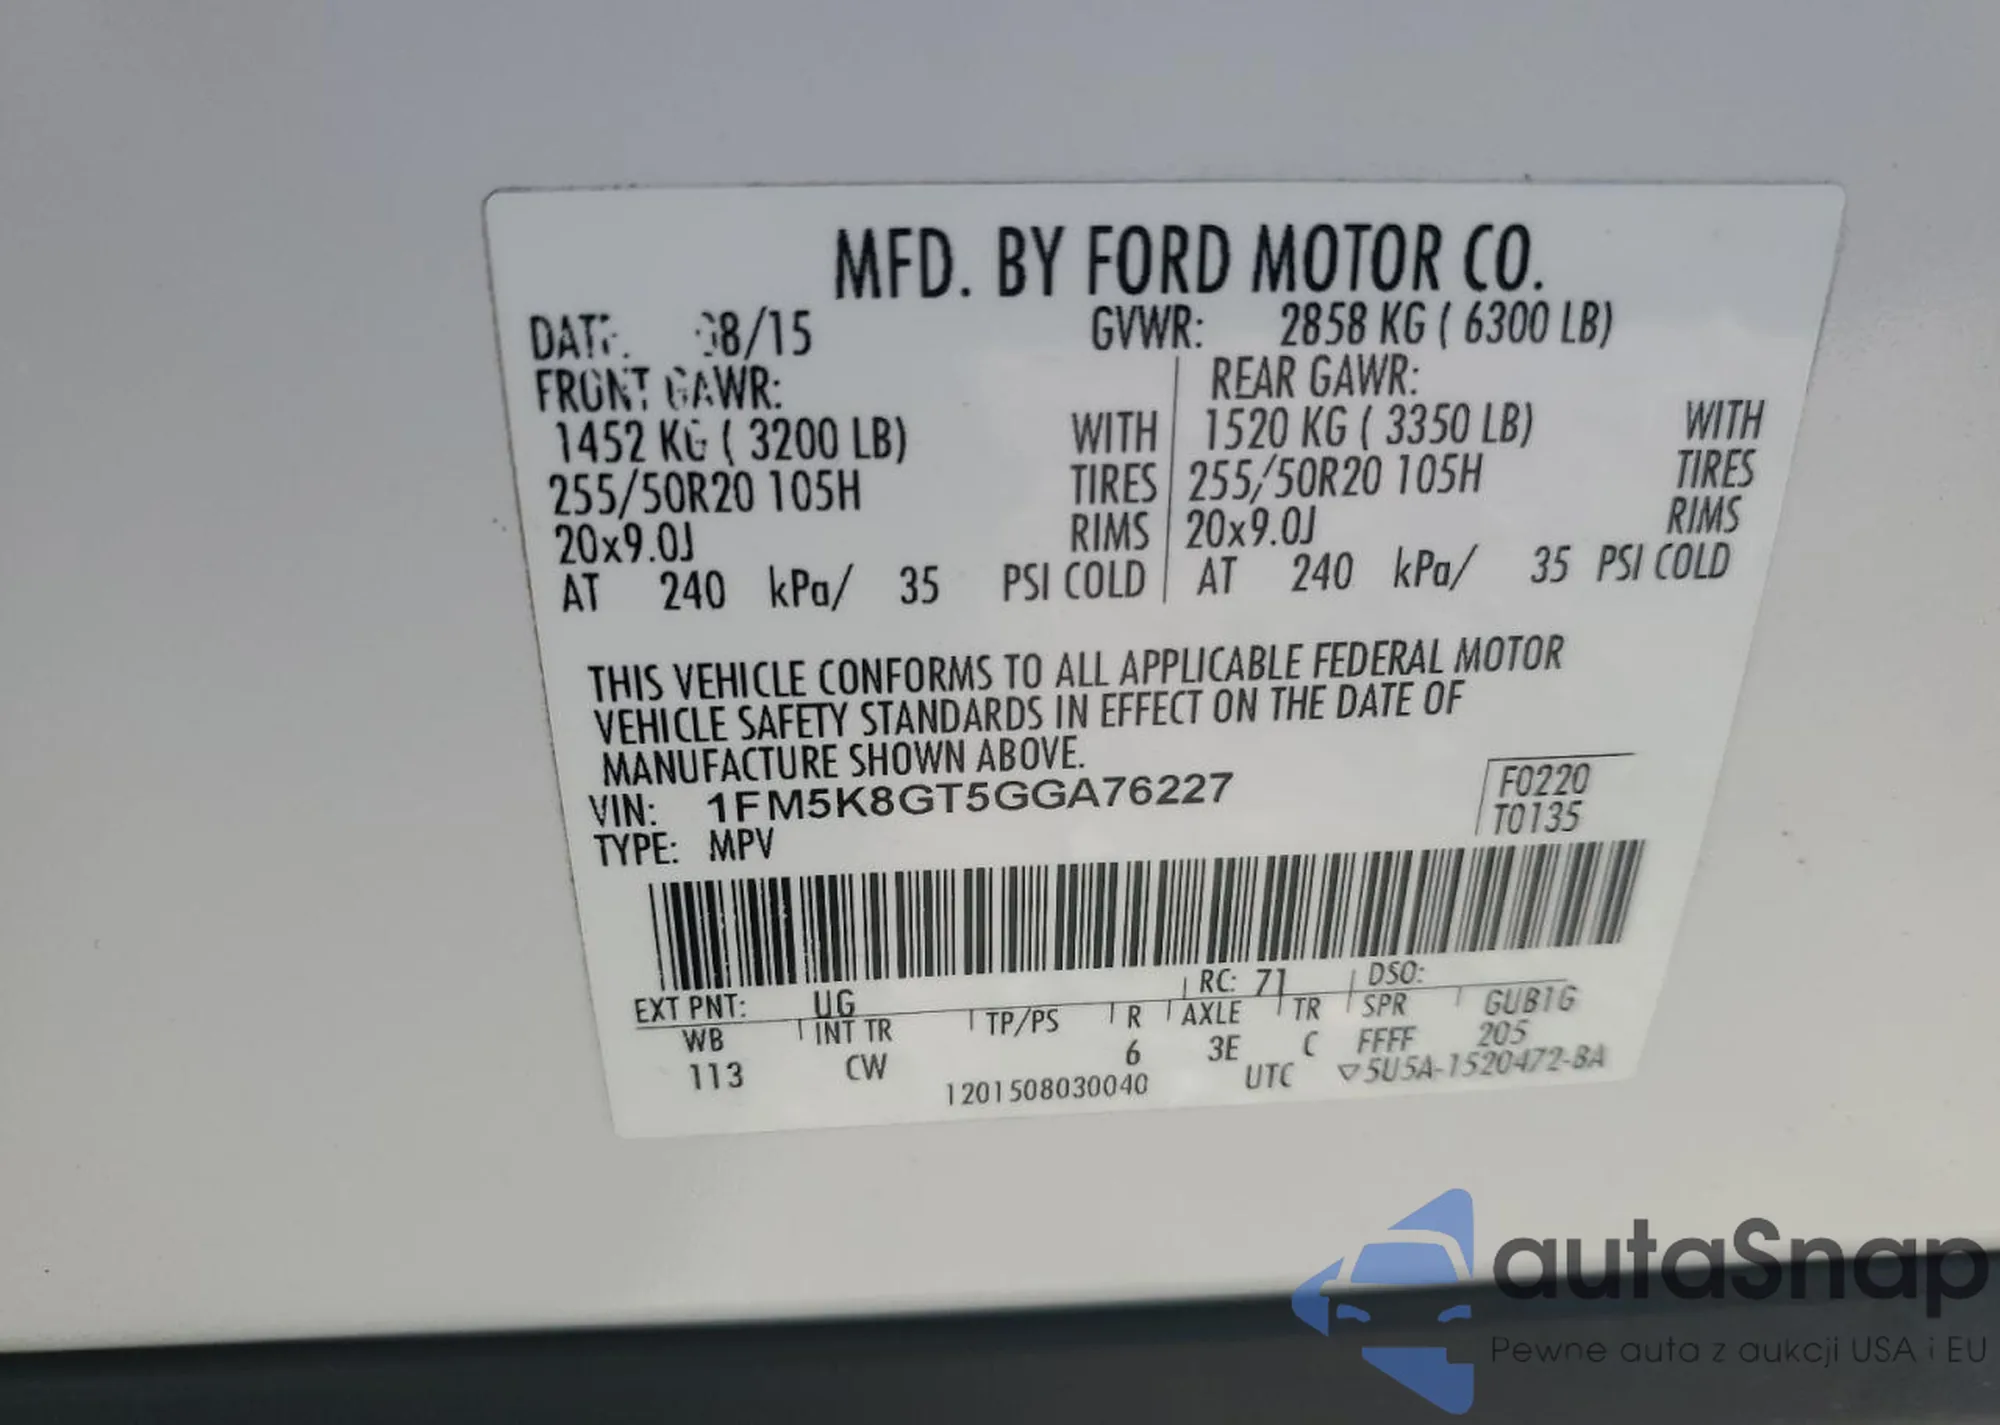 MFD. BY FORD MOTOR CO.
DATE: 08/15 GVWR: 2858 KG ( 6300 LB)
FRONT GAWR: REAR GAWR:
1452 KG ( 3200 LB) WITH 1520 KG ( 3350 LB) WITH
255/50R20 105H TIRES 255/50R20 105H TIRES
20x9.0J RIMS 20x9.0J RIMS
AT 240 kPa/ 35 PSI COLD AT 240 kPa/ 35 PSI COLD
THIS VEHICLE CONFORMS TO ALL APPLICABLE FEDERAL MOTOR
VEHICLE SAFETY STANDARDS IN EFFECT ON THE DATE OF
MANUFACTURE SHOWN ABOVE.
VIN: 1FM5K8GT5GGA76227 F0220
TYPE: MPV T0135
EXT PNT: UG RC: 71 DSO:
WB INT TR TP/PS R AXLE TR SPR GUB1G
113 CW 6 3E C FFFF 205
1201508030040 UTC ▽5U5A-1520472-BA
autaSnap
Pewne auta z aukcji USA i EU